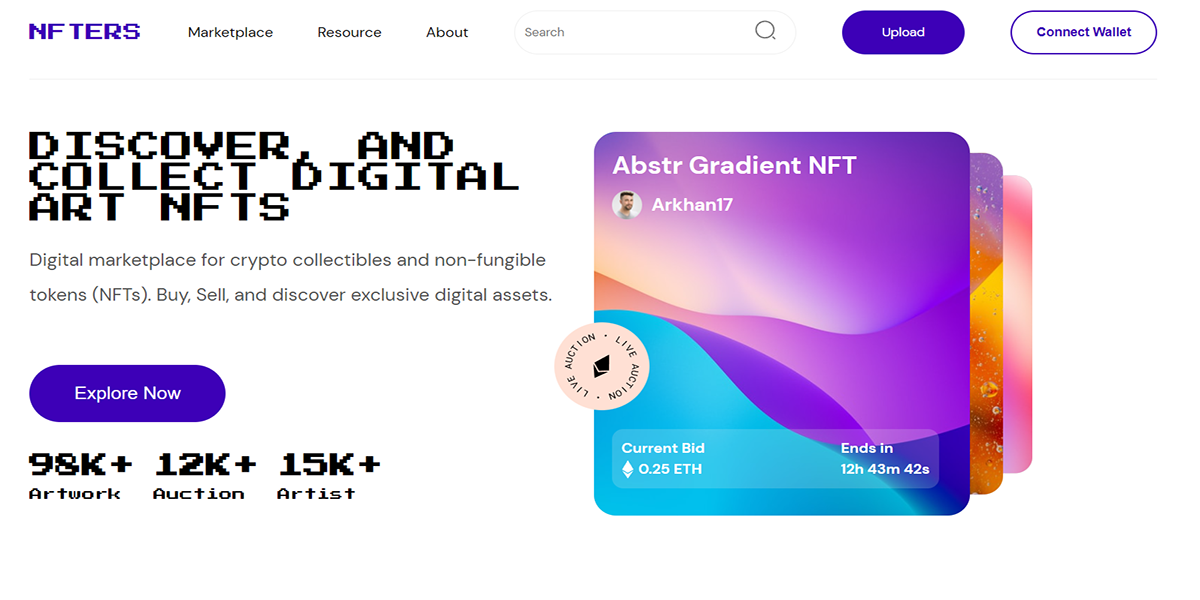 NFTERS
Marketplace
Resource
About
Search
Upload
Connect Wallet
DISCOVER, AND
COLLECT DIGITAL
ART NFTS
Digital marketplace for crypto collectibles and non-fungible
tokens (NFTs). Buy, Sell, and discover exclusive digital assets.
Explore Now
98K+ 12K+ 15K+
Artwork Auction Artist
Abstr Gradient NFT
Arkhan17
LIVE AUCTION • LIVE AUCTION •
Current Bid
0.25 ETH
Ends in
12h 43m 42s